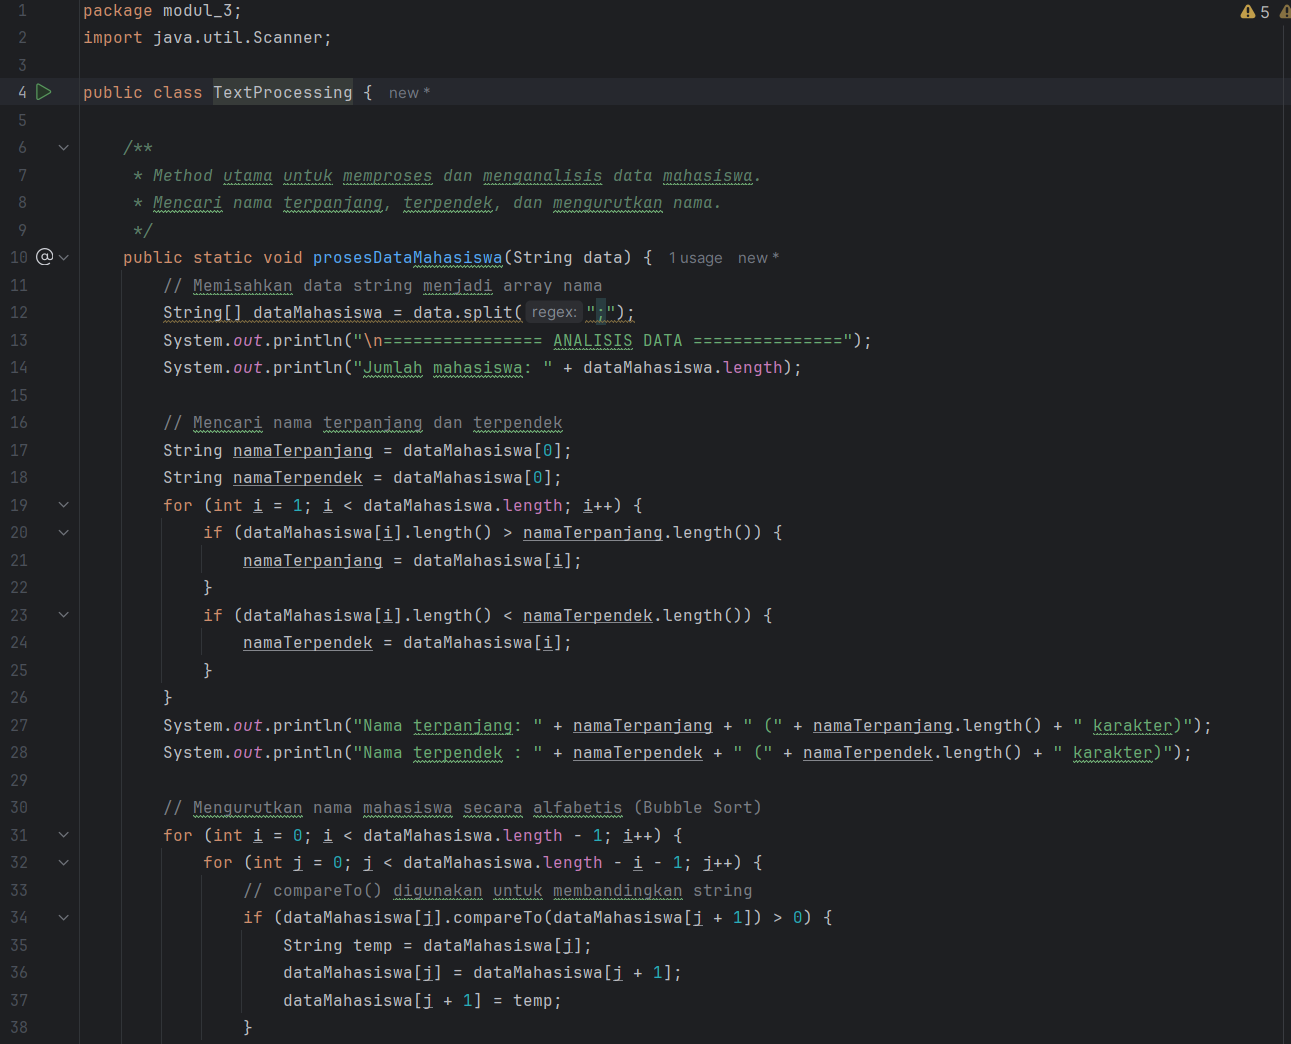 1 package modul_3; 5
2 import java.util.Scanner;
3
4 public class TextProcessing { new *
5
6 /**
7 * Method utama untuk memproses dan menganalisis data mahasiswa.
8 * Mencari nama terpanjang, terpendek, dan mengurutkan nama.
9 */
10 @ public static void prosesDataMahasiswa(String data) { 1 usage new *
11 // Memisahkan data string menjadi array nama
12 String[] dataMahasiswa = data.split( regex: ";");
13 System.out.println("\n================ ANALISIS DATA ===============");
14 System.out.println("Jumlah mahasiswa: " + dataMahasiswa.length);
15
16 // Mencari nama terpanjang dan terpendek
17 String namaTerpanjang = dataMahasiswa[0];
18 String namaTerpendek = dataMahasiswa[0];
19 for (int i = 1; i < dataMahasiswa.length; i++) {
20 if (dataMahasiswa[i].length() > namaTerpanjang.length()) {
21 namaTerpanjang = dataMahasiswa[i];
22 }
23 if (dataMahasiswa[i].length() < namaTerpendek.length()) {
24 namaTerpendek = dataMahasiswa[i];
25 }
26 }
27 System.out.println("Nama terpanjang: " + namaTerpanjang + " (" + namaTerpanjang.length() + " karakter)");
28 System.out.println("Nama terpendek : " + namaTerpendek + " (" + namaTerpendek.length() + " karakter)");
29
30 // Mengurutkan nama mahasiswa secara alfabetis (Bubble Sort)
31 for (int i = 0; i < dataMahasiswa.length - 1; i++) {
32 for (int j = 0; j < dataMahasiswa.length - i - 1; j++) {
33 // compareTo() digunakan untuk membandingkan string
34 if (dataMahasiswa[j].compareTo(dataMahasiswa[j + 1]) > 0) {
35 String temp = dataMahasiswa[j];
36 dataMahasiswa[j] = dataMahasiswa[j + 1];
37 dataMahasiswa[j + 1] = temp;
38 }